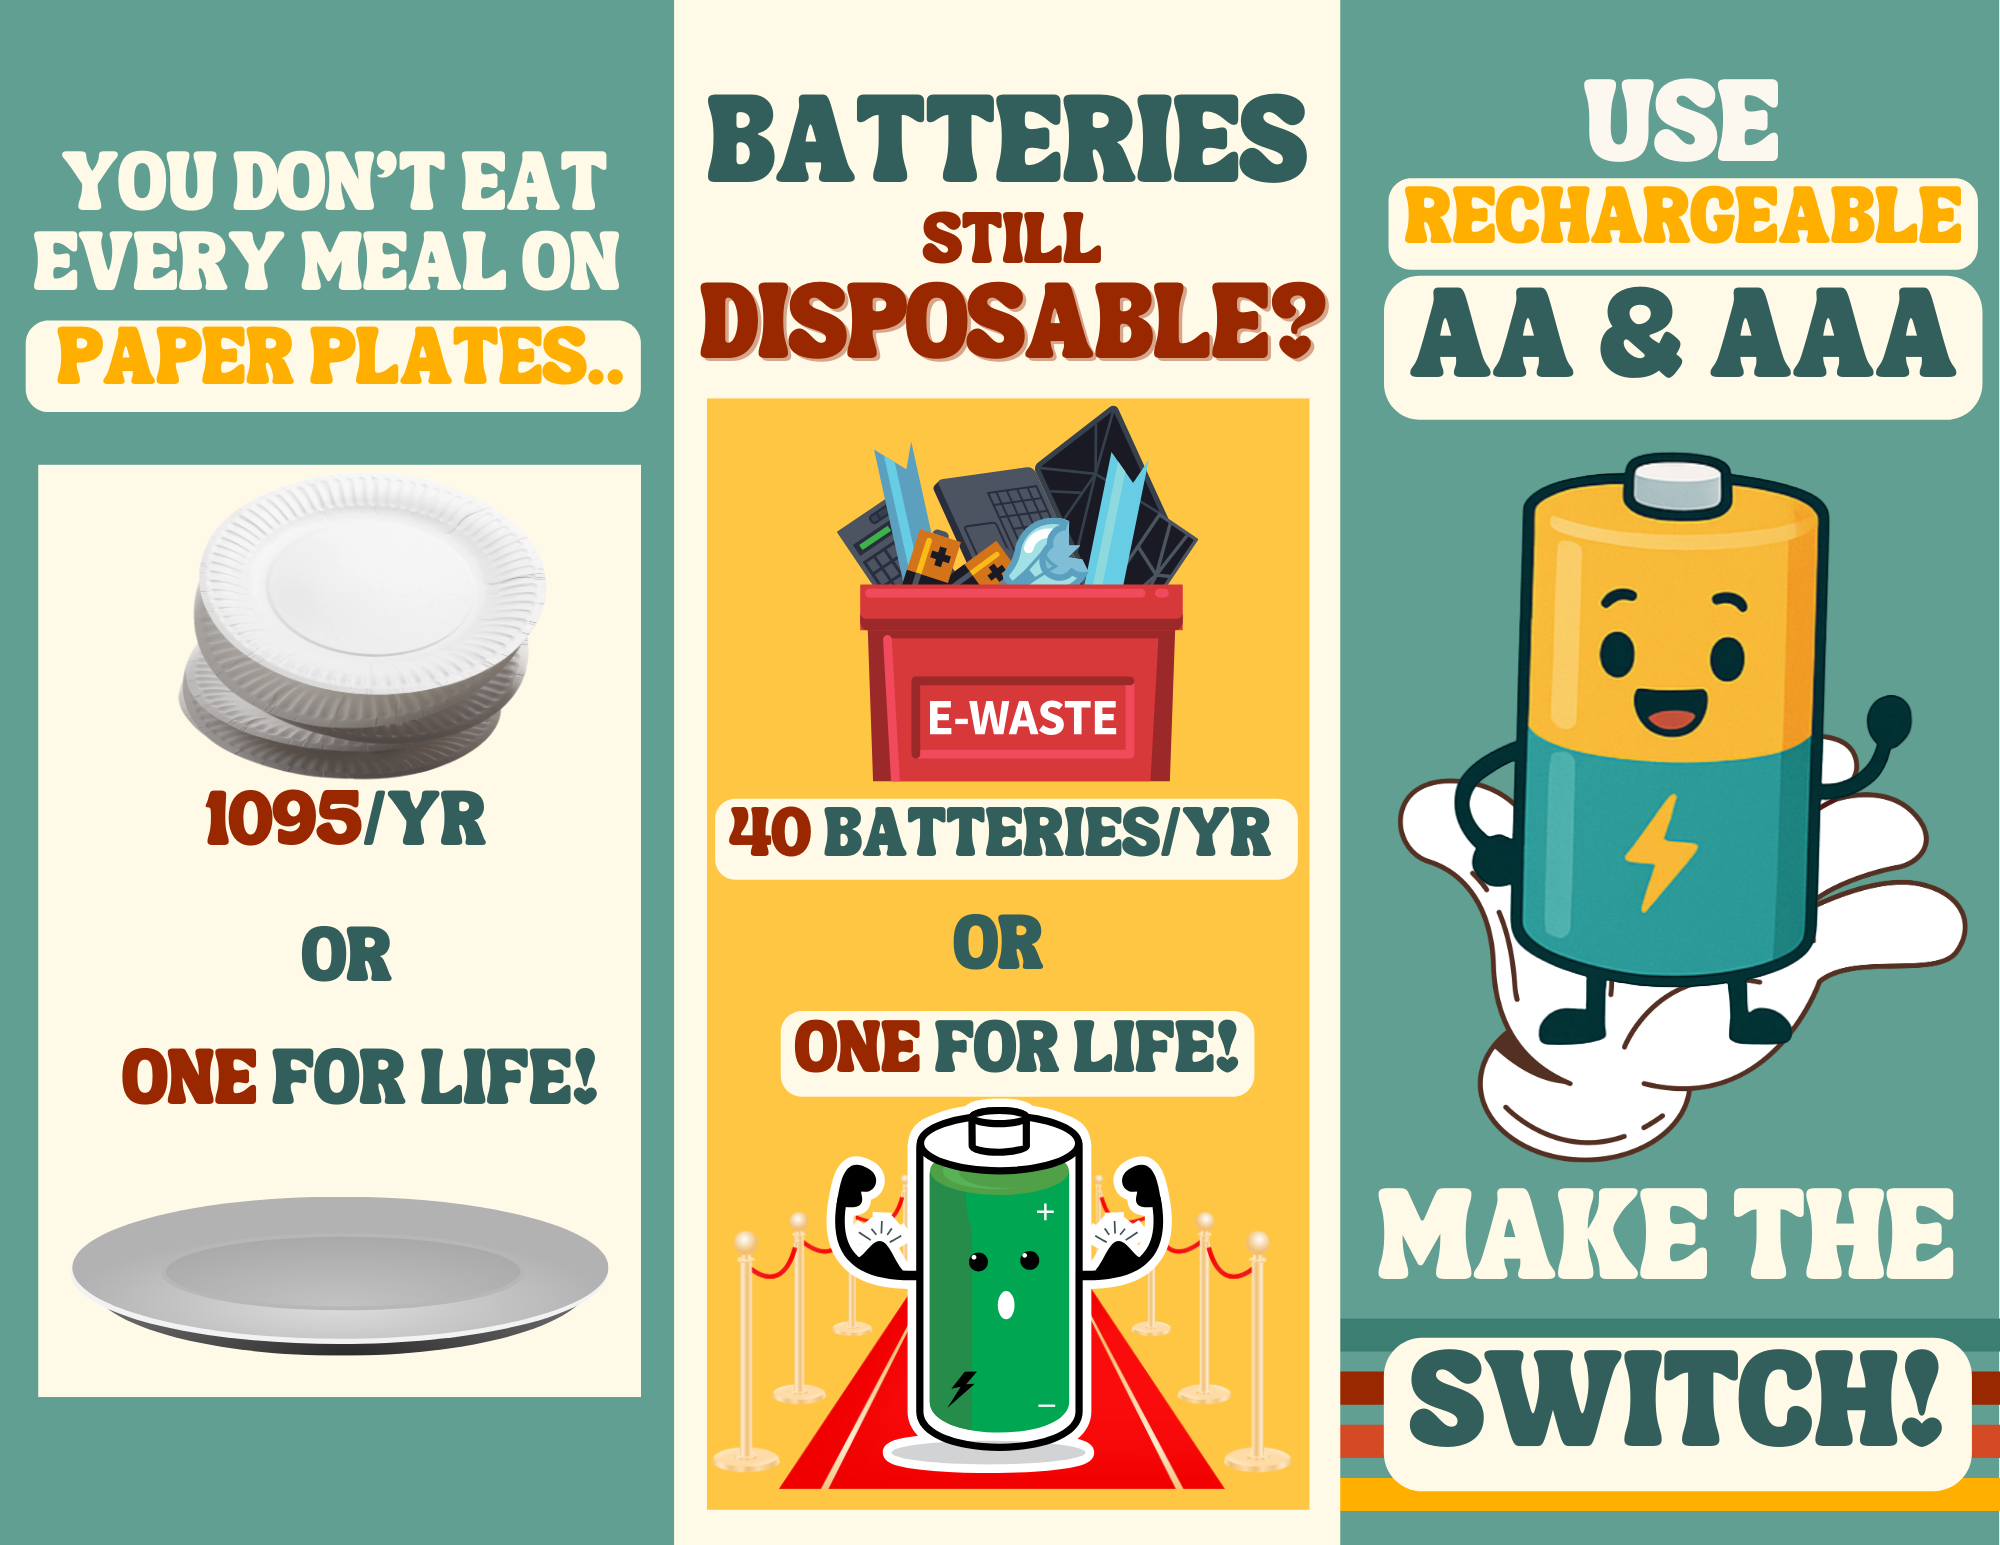 YOU DON'T EAT
EVERY MEAL ON
PAPER PLATES..
1095/YR
OR
ONE FOR LIFE!
BATTERIES
STILL
DISPOSABLE?
E-WASTE
40 BATTERIES/YR
OR
ONE FOR LIFE!
+
−
USE
RECHARGEABLE
AA & AAA
MAKE THE
SWITCH!